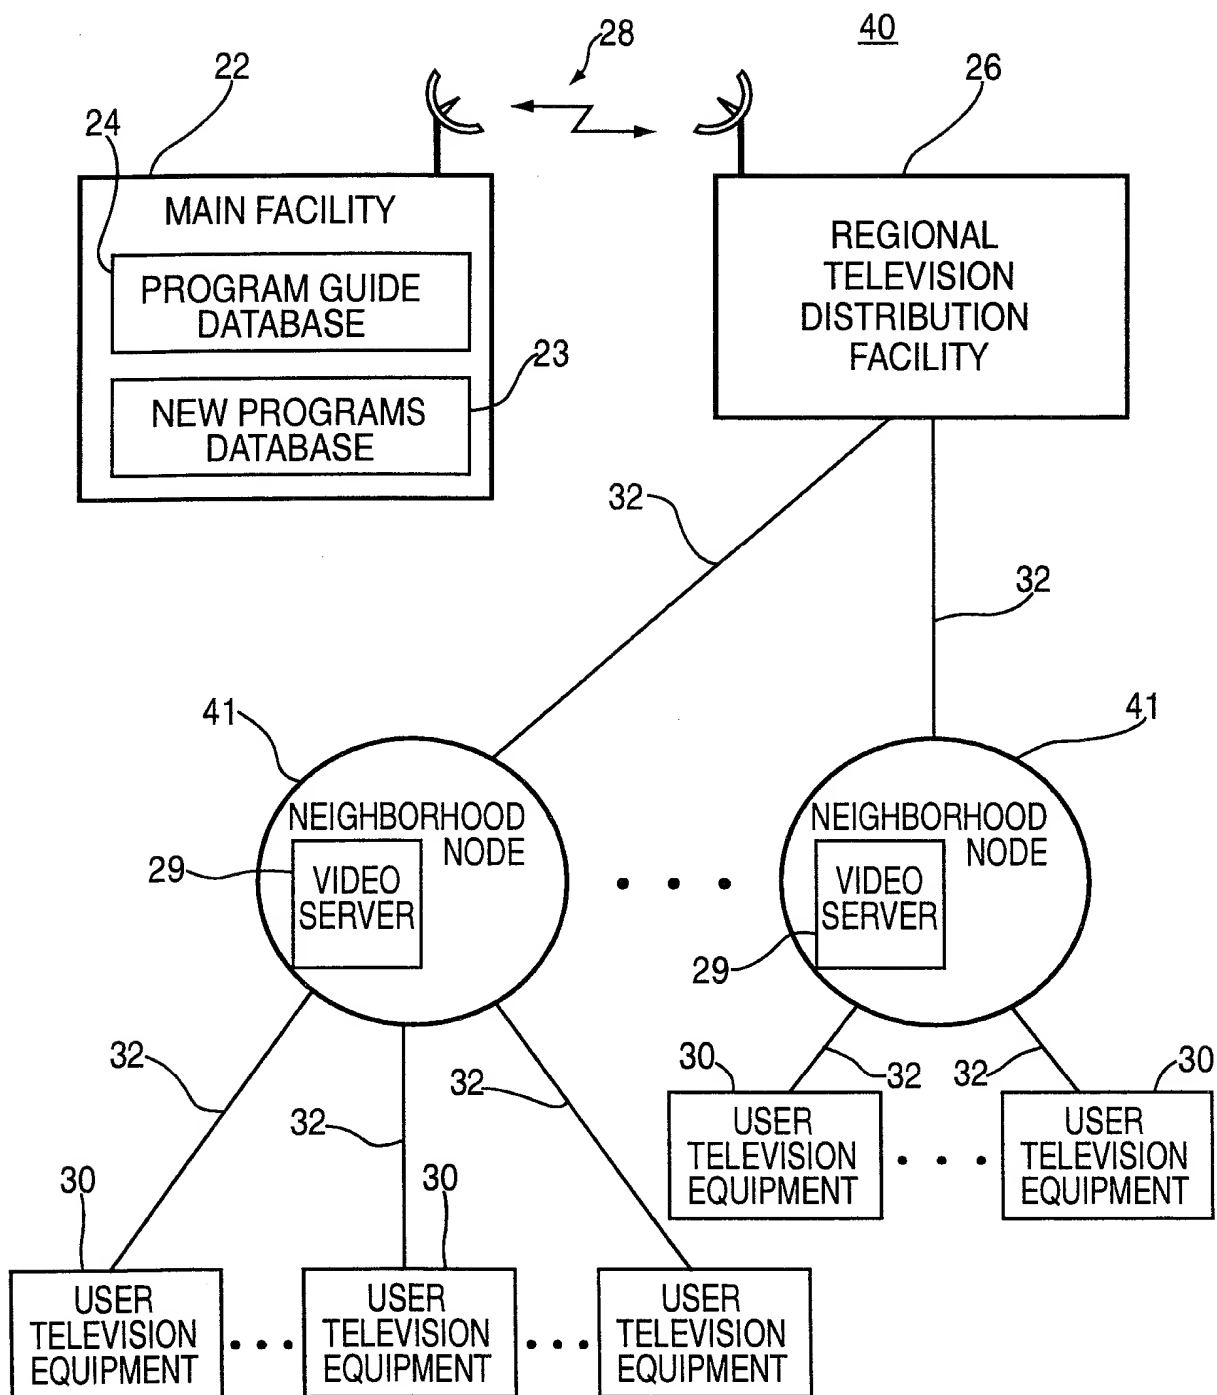 40
28
22
26
24
MAIN FACILITY
PROGRAM GUIDE
DATABASE
23
NEW PROGRAMS
DATABASE
REGIONAL
TELEVISION
DISTRIBUTION
FACILITY
32
32
41
41
NEIGHBORHOOD
NODE
29
VIDEO
SERVER
NEIGHBORHOOD
NODE
VIDEO
SERVER
29
32
32
32
30
32
32
30
USER
TELEVISION
EQUIPMENT
USER
TELEVISION
EQUIPMENT
30
30
USER
TELEVISION
EQUIPMENT
USER
TELEVISION
EQUIPMENT
USER
TELEVISION
EQUIPMENT